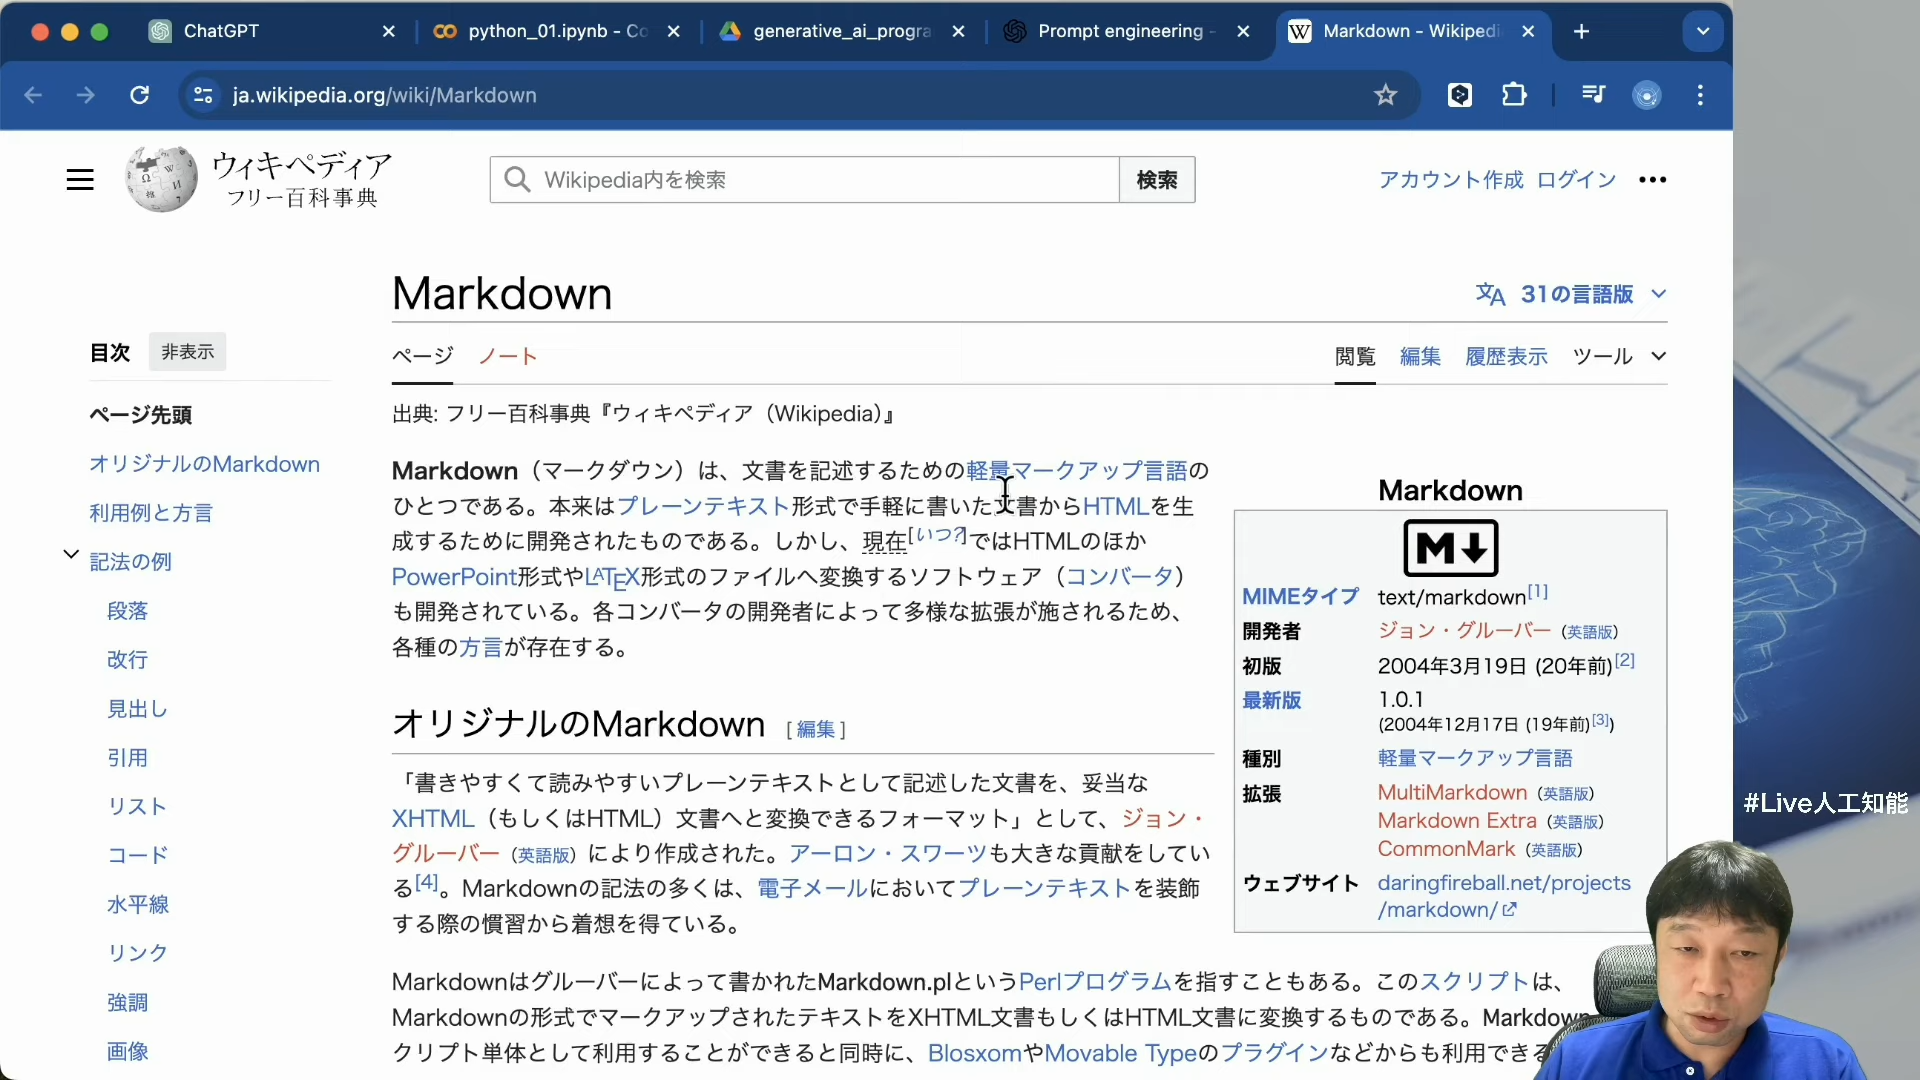 ChatGPT
python_01.ipynb - Co
generative_ai_progra
Prompt engineering -
Markdown - Wikipedi
ja.wikipedia.org/wiki/Markdown
ウィキペディア
フリー百科事典
Wikipedia内を検索
検索
アカウント作成 ログイン
Markdown
31の言語版
目次 非表示
ページ ノート
閲覧 編集 履歴表示 ツール
ページ先頭
オリジナルのMarkdown
利用例と方言
記法の例
段落
改行
見出し
引用
リスト
コード
水平線
リンク
強調
画像
出典: フリー百科事典『ウィキペディア（Wikipedia）』
Markdown（マークダウン）は、文書を記述するための軽量マークアップ言語の
ひとつである。本来はプレーンテキスト形式で手軽に書いた文書からHTMLを生
成するために開発されたものである。しかし、現在[いつ?]ではHTMLのほか
PowerPoint形式やLATEX形式のファイルへ変換するソフトウェア（コンバータ）
も開発されている。各コンバータの開発者によって多様な拡張が施されるため、
各種の方言が存在する。
オリジナルのMarkdown [編集]
「書きやすくて読みやすいプレーンテキストとして記述した文書を、妥当な
XHTML（もしくはHTML）文書へと変換できるフォーマット」として、ジョン・
グルーバー（英語版）により作成された。アーロン・スワーツも大きな貢献をしてい
る[4]。Markdownの記法の多くは、電子メールにおいてプレーンテキストを装飾
する際の慣習から着想を得ている。
Markdownはグルーバーによって書かれたMarkdown.plというPerlプログラムを指すこともある。このスクリプトは、
Markdownの形式でマークアップされたテキストをXHTML文書もしくはHTML文書に変換するものである。Markdown
クリプト単体として利用することができると同時に、BlosxomやMovable Typeのプラグインなどからも利用できる
Markdown
M
MIMEタイプ text/markdown[1]
開発者 ジョン・グルーバー（英語版）
初版 2004年3月19日 (20年前)[2]
最新版 1.0.1
(2004年12月17日 (19年前)[3])
種別 軽量マークアップ言語
拡張 MultiMarkdown（英語版）
Markdown Extra（英語版）
CommonMark（英語版）
ウェブサイト daringfireball.net/projects
/markdown/
#Live人工知能